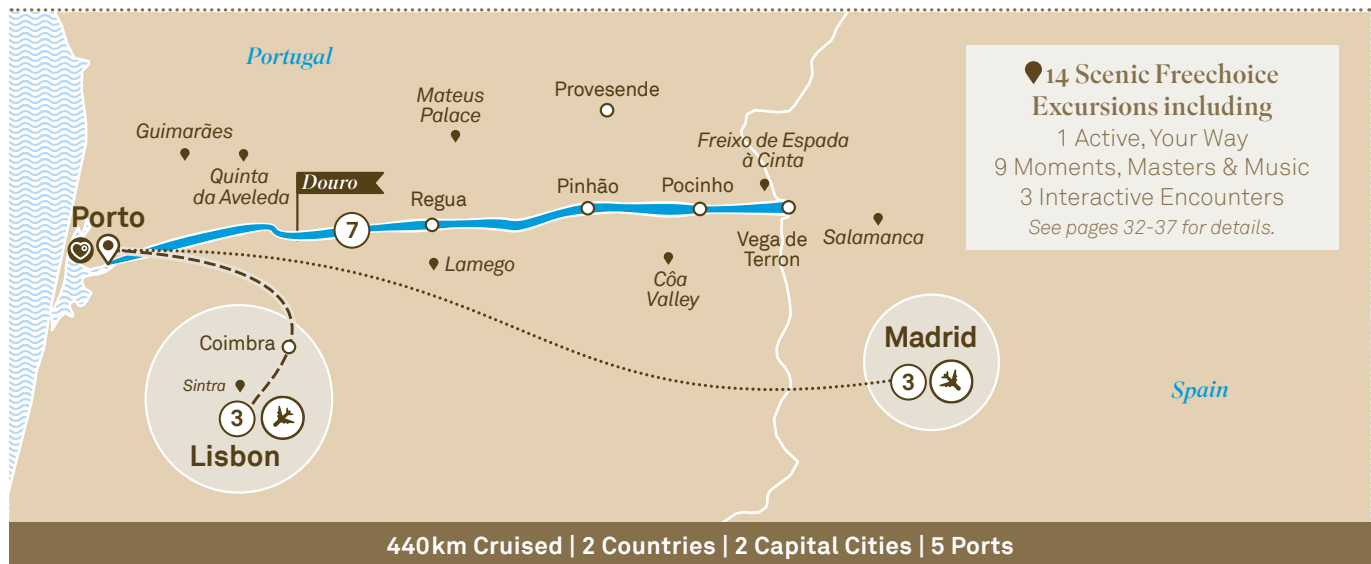 Portugal
Mateus
Palace
Provesende
14 Scenic Freechoice
Excursions including
1 Active, Your Way
9 Moments, Masters & Music
3 Interactive Encounters
See pages 32-37 for details.
Guimarães
Quinta
da Aveleda
Freixo de Espada
à Cinta
Douro
Regua
Pinhão
Pocinho
Porto
7
Vega de
Terron
Salamanca
Lamego
Côa
Valley
Coimbra
Sintra
3
Lisbon
Madrid
3
Spain
440km Cruised | 2 Countries | 2 Capital Cities | 5 Ports